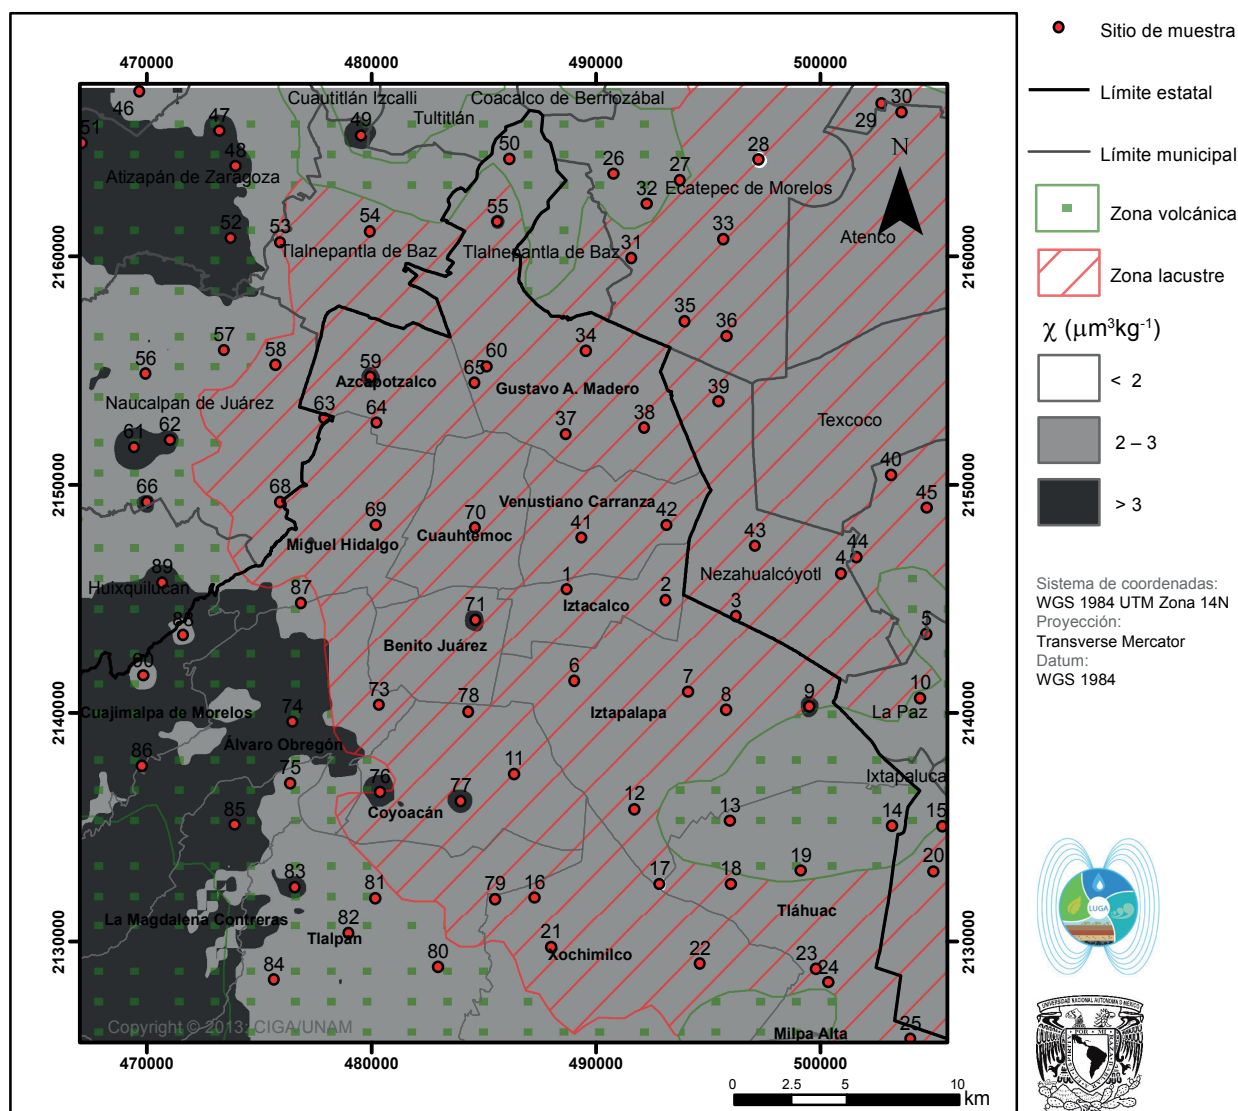 470000
480000
490000
500000
Sitio de muestra
Límite estatal
Límite municipal
Zona volcánica
Zona lacustre
χ (μm³kg⁻¹)
< 2
2 – 3
> 3
Sistema de coordenadas:
WGS 1984 UTM Zona 14N
Proyección:
Transverse Mercator
Datum:
WGS 1984
46
Cuautitlán Izcalli
Coacalco de Berriozábal
30
51
47
49
Tultitlán
29
N
48
50
26
27
28
Atizapán de Zaragoza
32
Ecatepec de Morelos
52
53
54
55
33
Atenco
Tlalnepantla de Baz
Tlalnepantla de Baz
31
2160000
2160000
35
36
57
58
34
56
59
60
65
Azcapotzalco
Gustavo A. Madero
39
Naucalpan de Juárez
63
64
37
38
Texcoco
61
62
40
2150000
2150000
66
68
69
70
Venustiano Carranza
42
45
Miguel Hidalgo
Cuauhtemoc
41
43
44
4
Nezahualcóyotl
89
Huixquilucan
87
1
2
3
Iztacalco
88
71
5
Benito Juárez
90
6
7
8
9
10
73
78
Iztapalapa
La Paz
2140000
2140000
Cuajimalpa de Morelos
74
Álvaro Obregón
86
75
76
77
11
Ixtapaluca
Coyoacán
12
13
14
15
85
83
81
79
16
17
18
19
20
La Magdalena Contreras
Tláhuac
82
Tlalpan
2130000
2130000
84
80
21
Xochimilco
22
23
24
Copyright © 2013: CIGA/UNAM
Milpa Alta
25
470000
480000
490000
500000
0
2.5
5
10
km
LUGA
UNIVERSIDAD NACIONAL AUTONOMA DE MEXICO